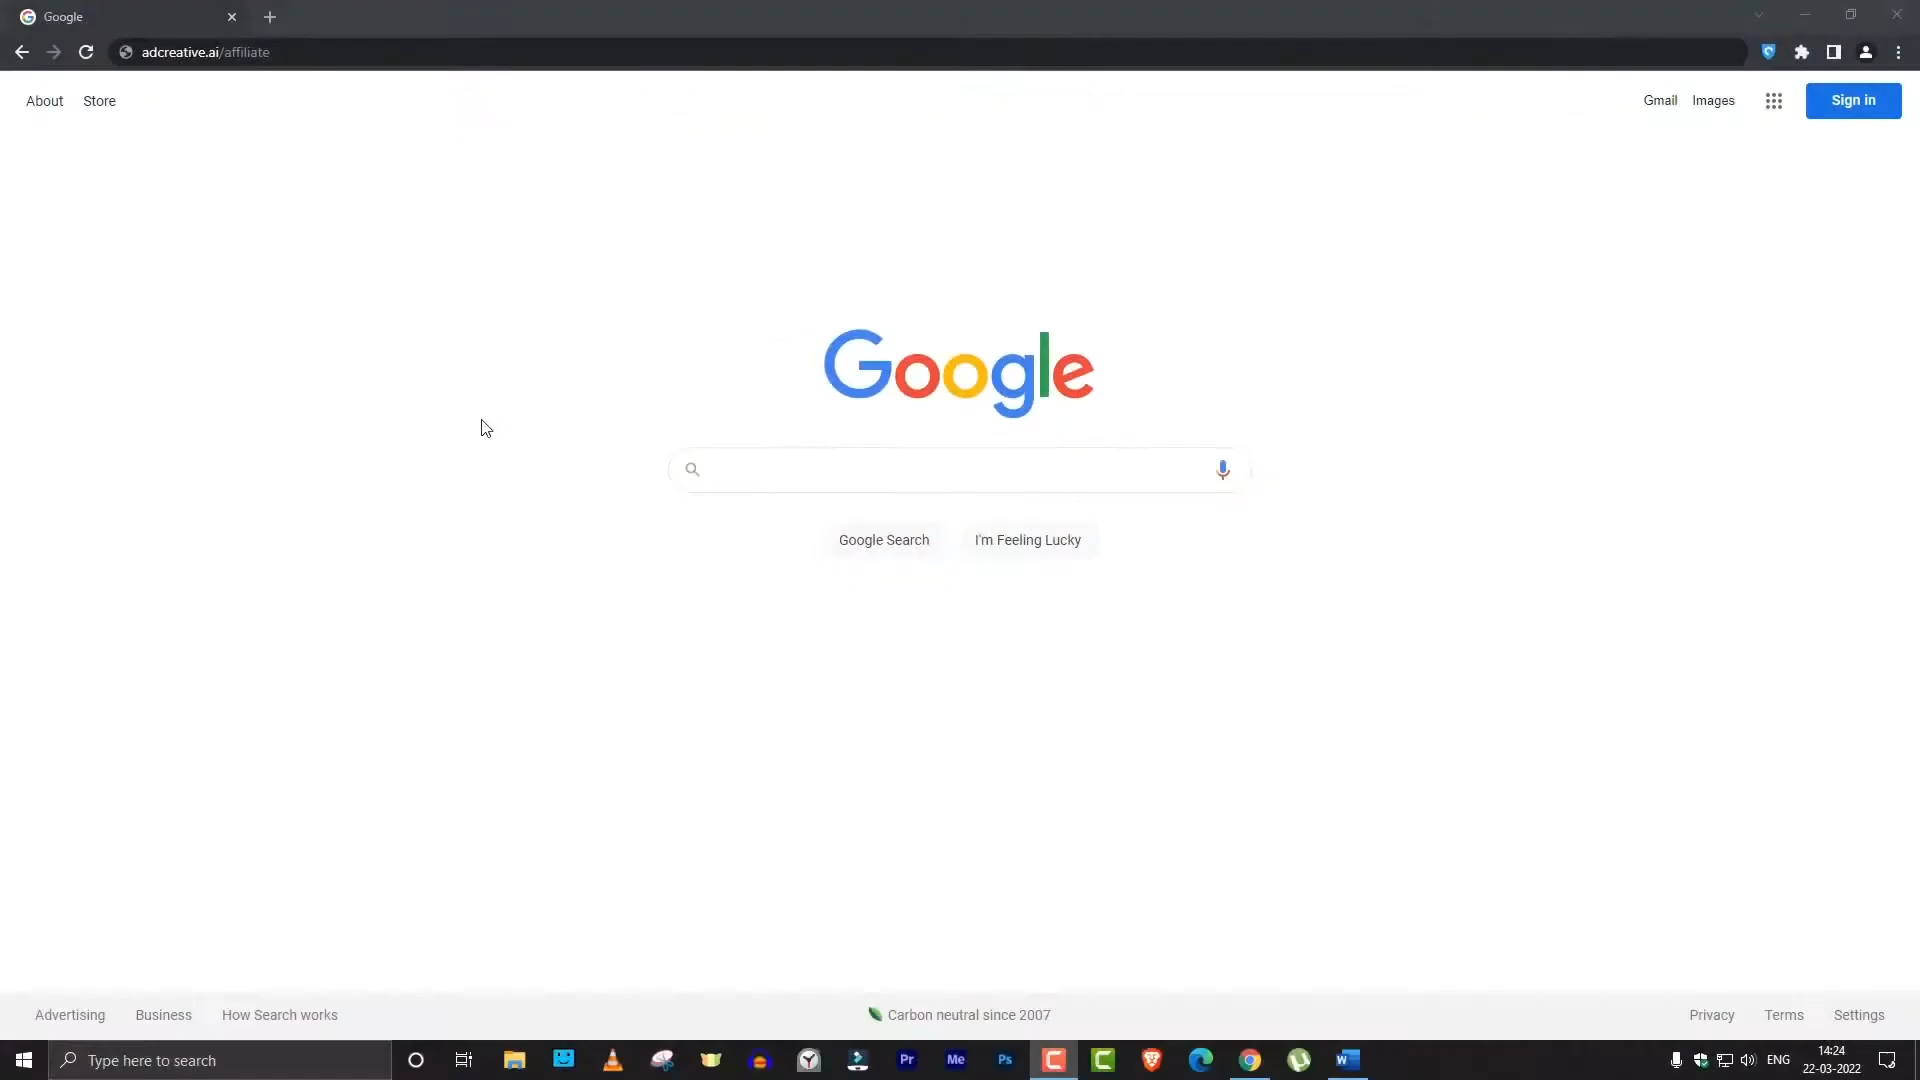 Google
adcreative.ai/affiliate
About Store
Gmail Images Sign in
Google
Google Search I'm Feeling Lucky
Advertising Business How Search works
Carbon neutral since 2007
Privacy Terms Settings
Type here to search
Pr Me Ps
W
ENG
14:24
22-03-2022